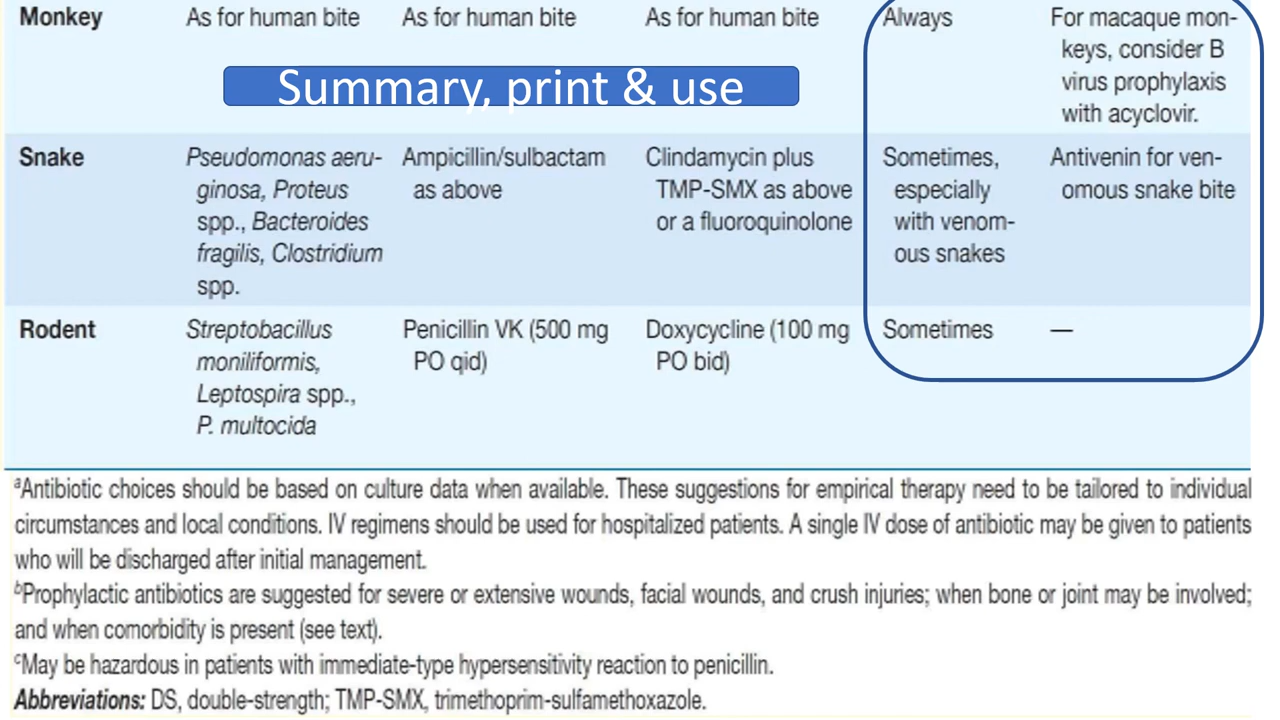 Monkey As for human bite As for human bite As for human bite Always For macaque mon-
keys, consider B
virus prophylaxis
with acyclovir.
Summary, print & use
Snake Pseudomonas aeru- Ampicillin/sulbactam Clindamycin plus Sometimes, Antivenin for ven-
ginosa, Proteus as above TMP-SMX as above especially omous snake bite
spp., Bacteroides or a fluoroquinolone with venom-
fragilis, Clostridium ous snakes
spp.
Rodent Streptobacillus Penicillin VK (500 mg Doxycycline (100 mg Sometimes —
moniliformis, PO qid) PO bid)
Leptospira spp.,
P. multocida
aAntibiotic choices should be based on culture data when available. These suggestions for empirical therapy need to be tailored to individual
circumstances and local conditions. IV regimens should be used for hospitalized patients. A single IV dose of antibiotic may be given to patients
who will be discharged after initial management.
bProphylactic antibiotics are suggested for severe or extensive wounds, facial wounds, and crush injuries; when bone or joint may be involved;
and when comorbidity is present (see text).
cMay be hazardous in patients with immediate-type hypersensitivity reaction to penicillin.
Abbreviations: DS, double-strength; TMP-SMX, trimethoprim-sulfamethoxazole.